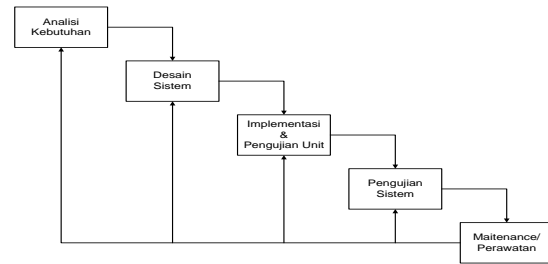 Analisi
Kebutuhan
Desain
Sistem
Implementasi
&
Pengujian Unit
Pengujian
Sistem
Maitenance/
Perawatan